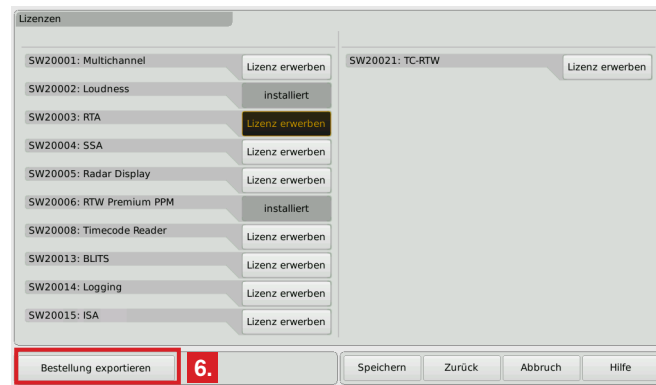 Lizenzen
SW20001: Multichannel
Lizenz erwerben
SW20002: Loudness
installiert
SW20003: RTA
Lizenz erwerben
SW20004: SSA
Lizenz erwerben
SW20005: Radar Display
Lizenz erwerben
SW20006: RTW Premium PPM
installiert
SW20008: Timecode Reader
Lizenz erwerben
SW20013: BLITS
Lizenz erwerben
SW20014: Logging
Lizenz erwerben
SW20015: ISA
Lizenz erwerben
SW20021: TC-RTW
Lizenz erwerben
Bestellung exportieren
6.
Speichern
Zurück
Abbruch
Hilfe